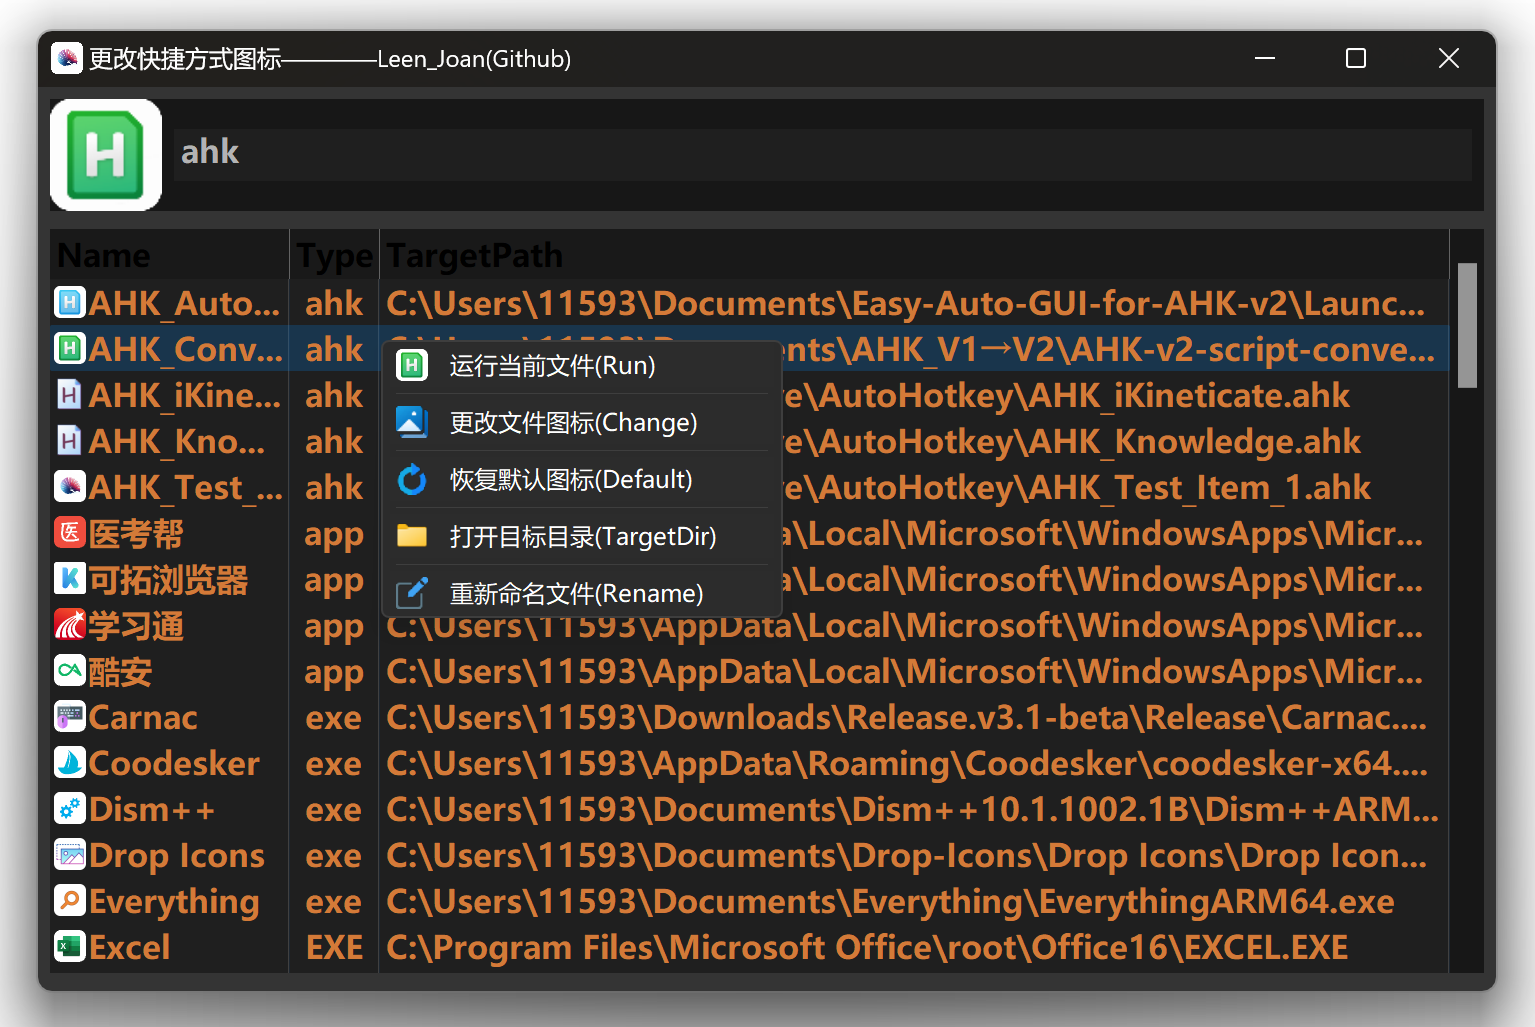 更改快捷方式图标————Leen_Joan(Github)
ahk
Name Type TargetPath
AHK_Auto... ahk C:\Users\11593\Documents\Easy-Auto-GUI-for-AHK-v2\Launc...
AHK_Conv... ahk nts\AHK_V1→V2\AHK-v2-script-conve...
运行当前文件(Run)
AHK_iKine... ahk e\AutoHotkey\AHK_iKineticate.ahk
更改文件图标(Change)
AHK_Kno... ahk e\AutoHotkey\AHK_Knowledge.ahk
恢复默认图标(Default)
AHK_Test_... ahk e\AutoHotkey\AHK_Test_Item_1.ahk
医考帮 app a\Local\Microsoft\WindowsApps\Micr...
打开目标目录(TargetDir)
可拓浏览器 app a\Local\Microsoft\WindowsApps\Micr...
重新命名文件(Rename)
学习通 app C:\Users\11593\AppData\Local\Microsoft\WindowsApps\Micr...
酷安 app C:\Users\11593\AppData\Local\Microsoft\WindowsApps\Micr...
Carnac exe C:\Users\11593\Downloads\Release.v3.1-beta\Release\Carnac....
Coodesker exe C:\Users\11593\AppData\Roaming\Coodesker\coodesker-x64....
Dism++ exe C:\Users\11593\Documents\Dism++10.1.1002.1B\Dism++ARM...
Drop Icons exe C:\Users\11593\Documents\Drop-Icons\Drop Icons\Drop Icon...
Everything exe C:\Users\11593\Documents\Everything\EverythingARM64.exe
Excel EXE C:\Program Files\Microsoft Office\root\Office16\EXCEL.EXE